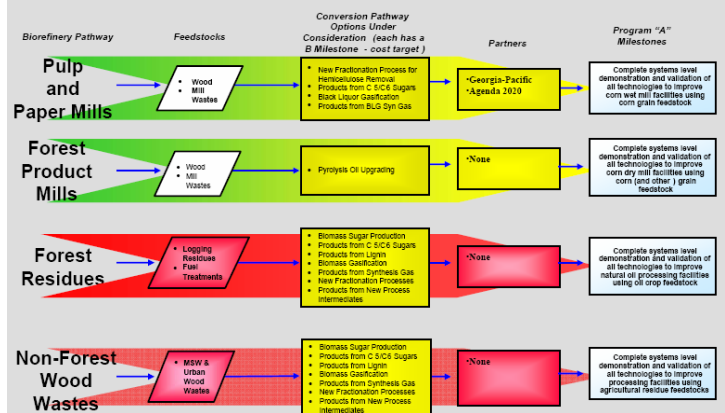 Biorefinery Pathway
Feedstocks
Conversion Pathway
Options Under
Consideration (each has a
B Milestone - cost target )
Partners
Program “A”
Milestones
Pulp
and
Paper Mills
• Wood
• Mill
Wastes
• New Fractionation Process for
Hemicellulose Removal
• Products from C 5/C6 Sugars
• Black Liquor Gasification
• Products from BLG Syn Gas
•Georgia-Pacific
•Agenda 2020
Complete systems level
demonstration and validation of
all technologies to improve
corn wet mill facilities using
corn grain feedstock
Forest
Product
Mills
• Wood
• Mill
Wastes
• Pyrolysis Oil Upgrading
•None
Complete systems level
demonstration and validation of
all technologies to improve
corn dry mill facilities using
corn (and other ) grain
feedstock
Forest
Residues
• Logging
Residues
• Fuel
Treatments
• Biomass Sugar Production
• Products from C 5/C6 Sugars
• Products from Lignin
• Biomass Gasification
• Products from Synthesis Gas
• New Fractionation Processes
• Products from New Process
Intermediates
•None
Complete systems level
demonstration and validation of
all technologies to improve
natural oil processing facilities
using oil crop feedstock
Non-Forest
Wood
Wastes
• MSW &
Urban
Wood
Wastes
• Biomass Sugar Production
• Products from C 5/C6 Sugars
• Products from Lignin
• Biomass Gasification
• Products from Synthesis Gas
• New Fractionation Processes
• Products from New Process
Intermediates
•None
Complete systems level
demonstration and validation of
all technologies to improve
processing facilities using
agricultural residue feedstocks